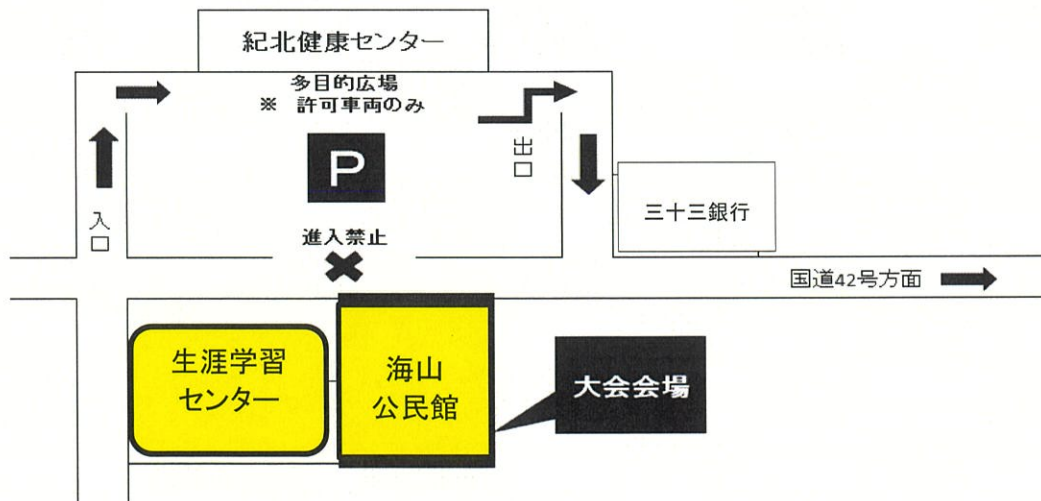 紀北健康センター
多目的広場
※ 許可車両のみ
P
出口
入口
三十三銀行
進入禁止
国道42号方面
生涯学習
センター
海山
公民館
大会会場